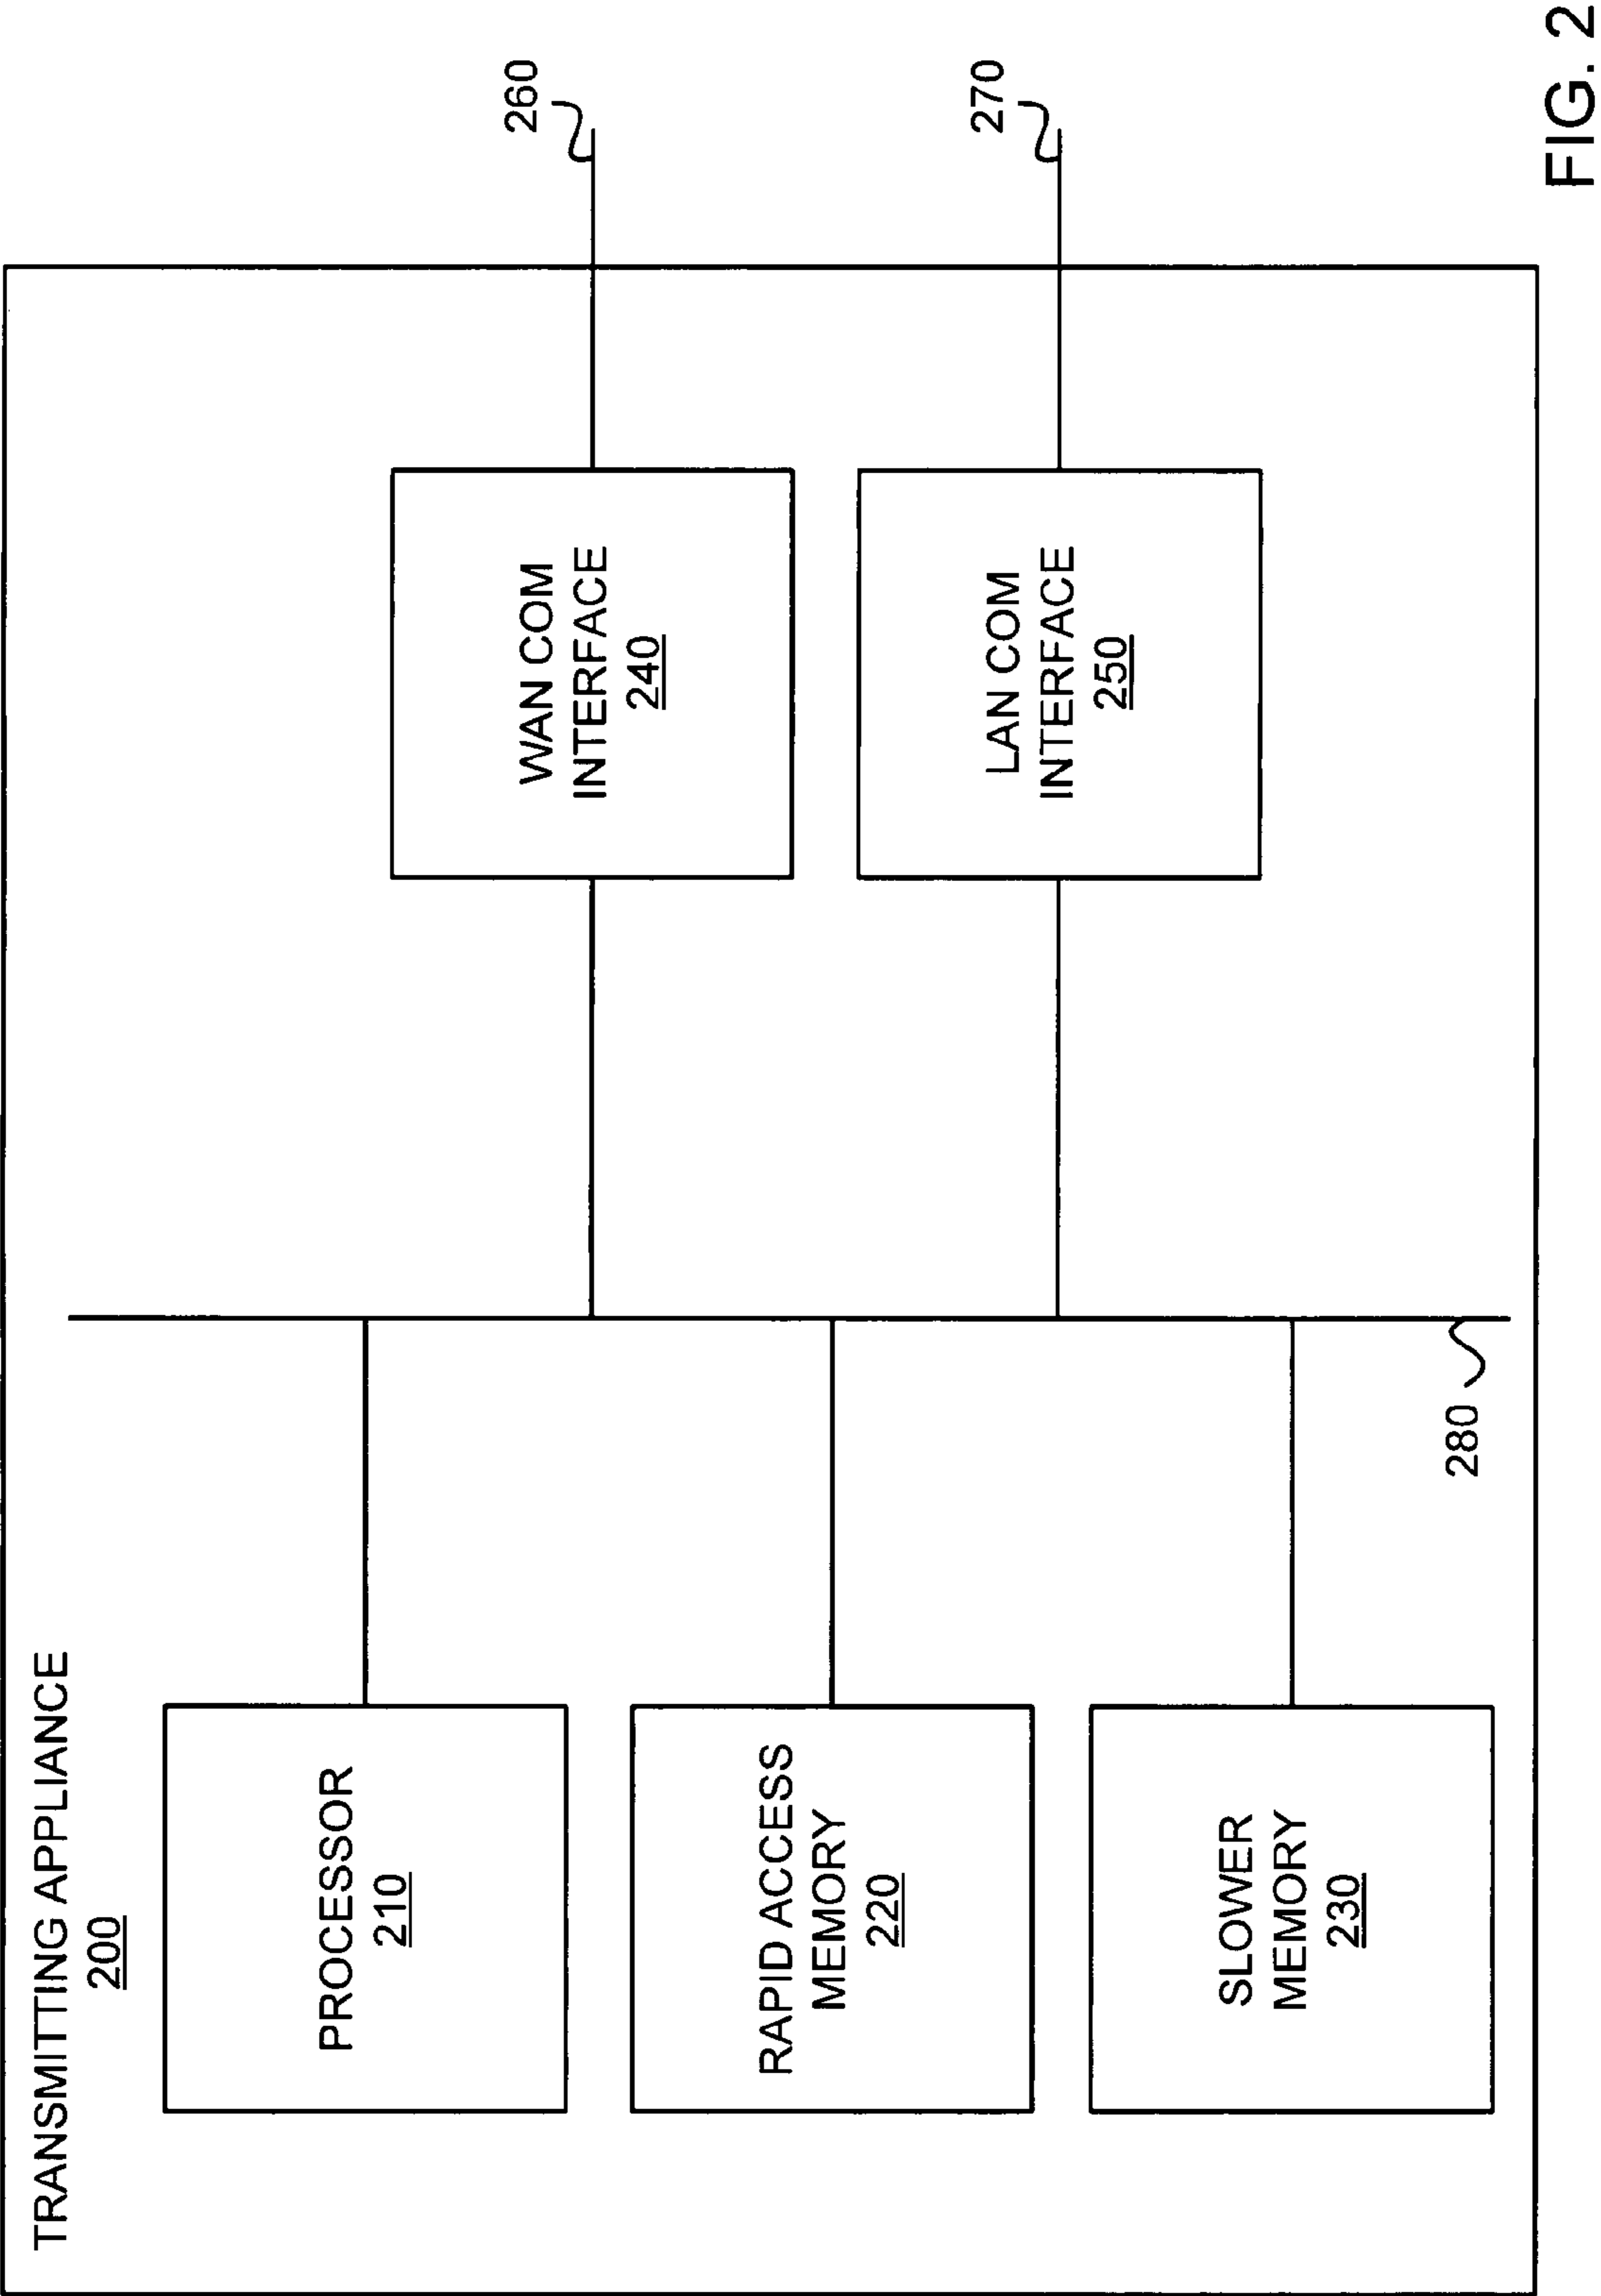 TRANSMITTING APPLIANCE
200
PROCESSOR
210
RAPID ACCESS
MEMORY
220
SLOWER
MEMORY
230
WAN COM
INTERFACE
240
LAN COM
INTERFACE
250
260
270
280
FIG. 2